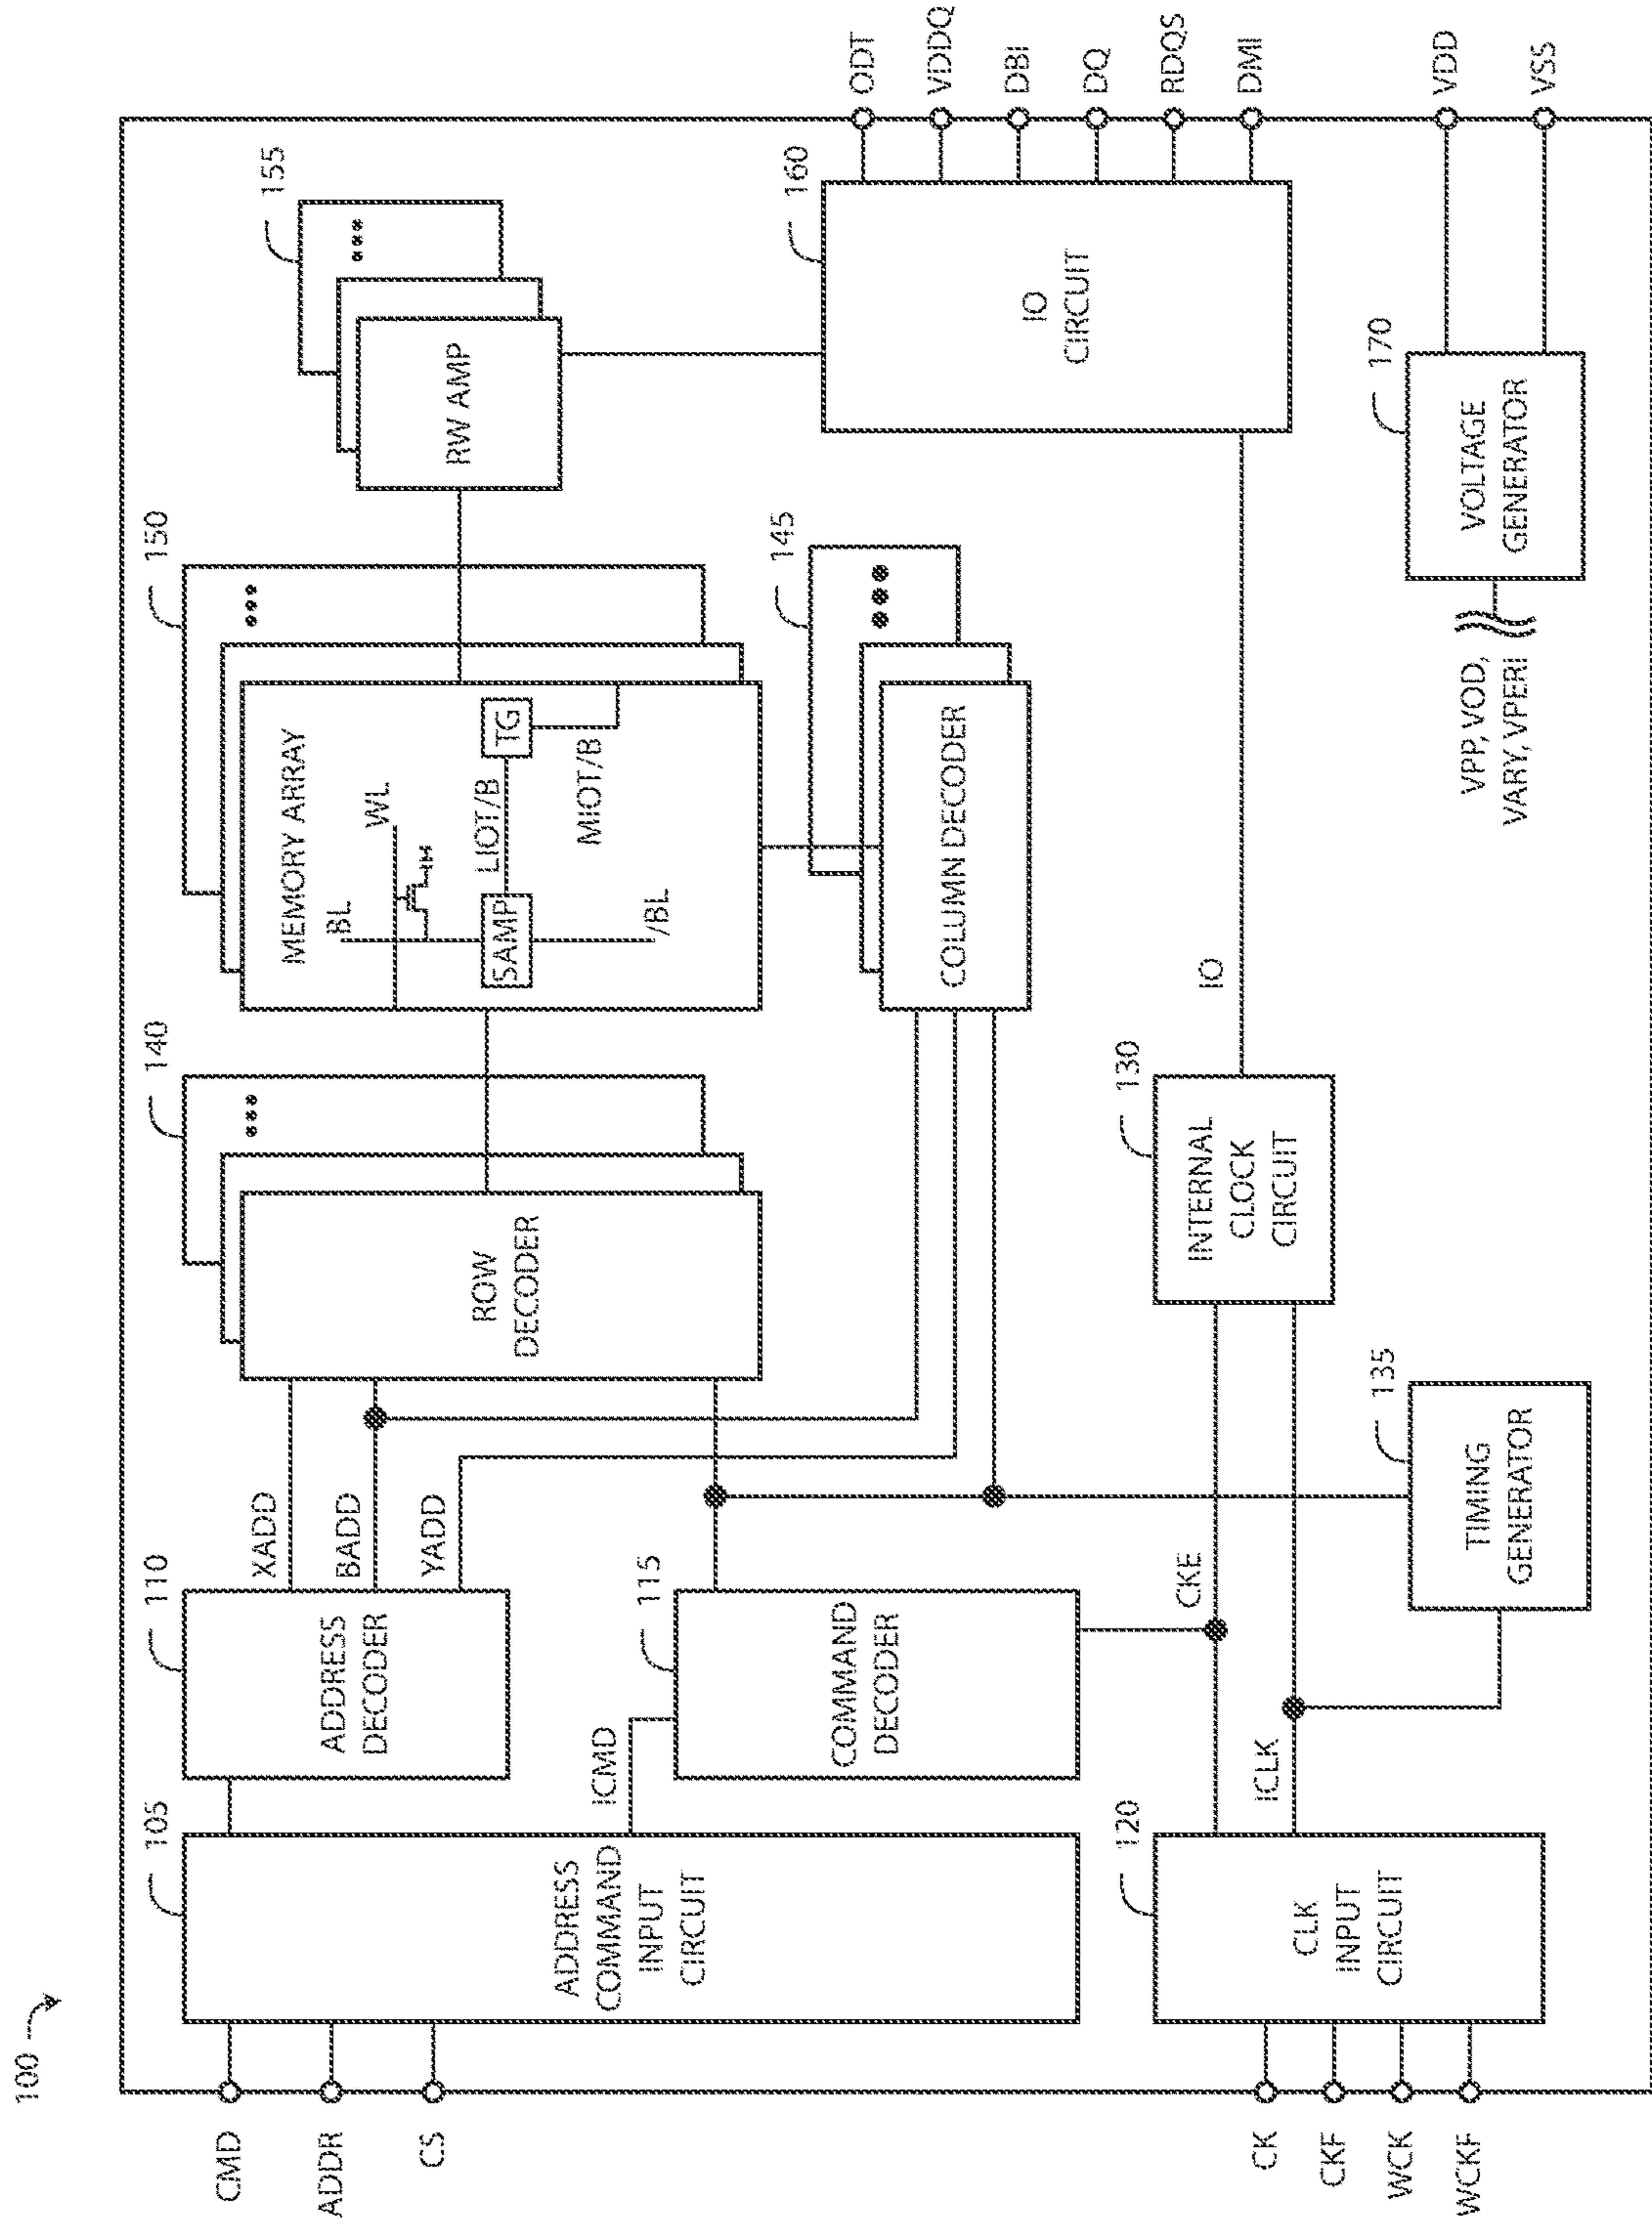 100
CMD
ADDR
CS
CK
CKF
WCK
WCKF
105
ADDRESS
COMMAND
INPUT
CIRCUIT
110
ADDRESS
DECODER
XADD
BADD
YADD
ICMD
115
COMMAND
DECODER
120
CLK
INPUT
CIRCUIT
CKE
ICLK
130
INTERNAL
CLOCK
CIRCUIT
135
TIMING
GENERATOR
140
ROW
DECODER
150
MEMORY ARRAY
BL
WL
SAMP
LIOT/B
TG
MIOT/B
/BL
145
COLUMN DECODER
155
RW AMP
160
IO
CIRCUIT
IO
170
VOLTAGE
GENERATOR
VPP, VOD,
VARY, VPERI
ODT
VDDQ
DBI
DQ
RDQS
DMI
VDD
VSS